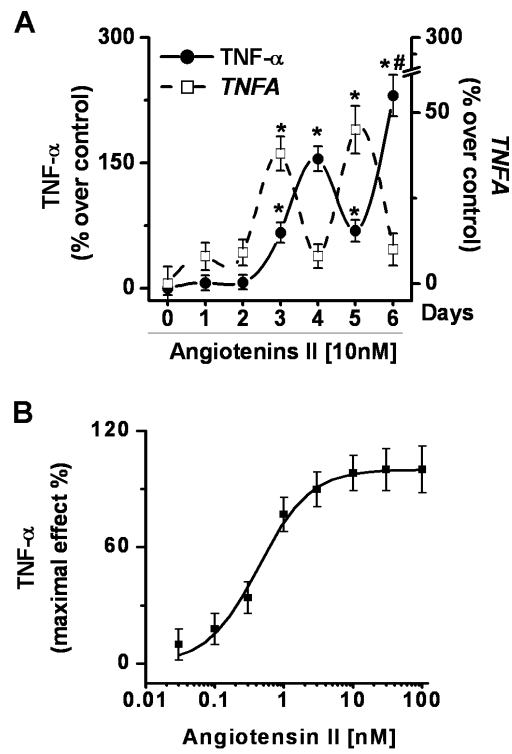 A
300
300
TNF-α
TNFA
* #
*
*
*
*
*
50
150
0
0
TNF-α
(% over control)
TNFA
(% over control)
0 1 2 3 4 5 6 Days
Angiotenins II [10nM]
B
120
60
0
TNF-α
(maximal effect %)
0.01 0.1 1 10 100
Angiotensin II [nM]